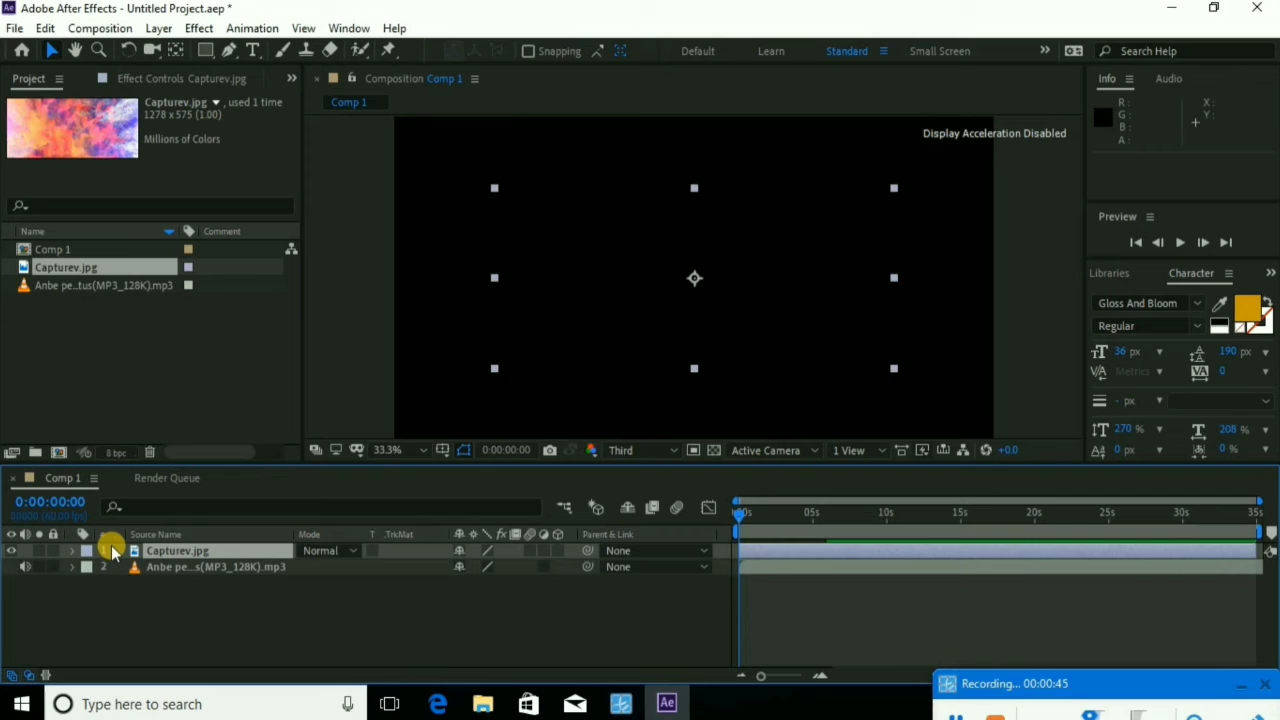 Adobe After Effects - Untitled Project.aep *
File Edit Composition Layer Effect Animation View Window Help
Snapping Default Learn Standard Small Screen Search Help
Project Effect Controls Capturev.jpg Composition Comp 1 Info Audio
Capturev.jpg , used 1 time
1278 x 575 (1.00)
Millions of Colors
Comp 1
Display Acceleration Disabled
R : X :
G : Y :
B :
A :
Name Comment
Comp 1
Capturev.jpg
Anbe pe...tus(MP3_128K).mp3
Preview
Libraries Character
Gloss And Bloom
Regular
36 px 190 px
Metrics 0
- px
270 % 208 %
0 px 0 %
8 bpc
33.3% 0:00:00:00 Third Active Camera 1 View +0.0
Comp 1 Render Queue
0:00:00:00
00000 (60.00 fps)
05s 10s 15s 20s 25s 30s 35s
Source Name Mode T .TrkMat Parent & Link
1 Capturev.jpg Normal None
2 Anbe pe...s(MP3_128K).mp3 None
Recording... 00:00:45
Type here to search
Ae